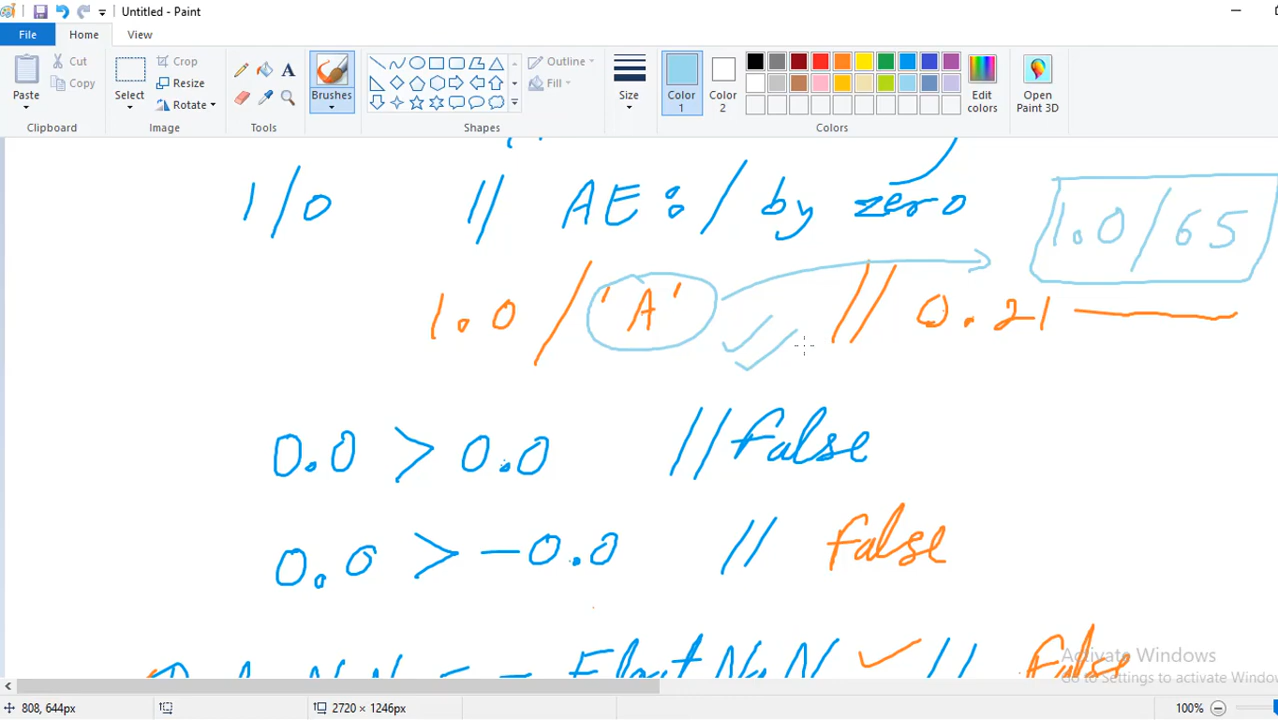 Untitled - Paint
File Home View
Paste
Cut
Copy
Clipboard
Select
Crop
Resize
Rotate
Image
A
Tools
Brushes
Outline
Fill
Shapes
Size
Color 1
Color 2
Edit colors
Colors
Open Paint 3D
1/0 // AE: / by zero
1.0/65
1.0 / 'A' // 0.21
0.0 > 0.0 // false
0.0 > -0.0 // false
Float.NaN // false
Activate Windows
Go to Settings to activate Windows
808, 644px
2720 × 1246px
100%